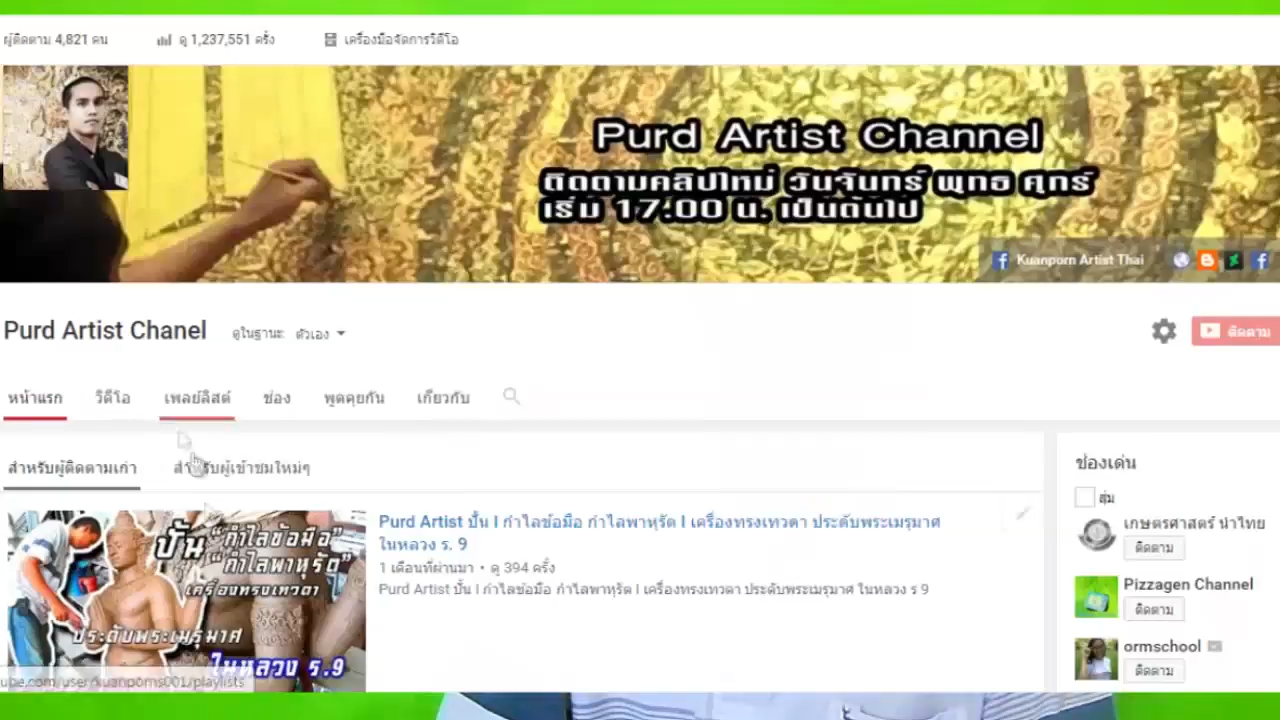 ผู้ติดตาม 4,821 คน
ดู 1,237,551 ครั้ง
เครื่องมือจัดการวิดีโอ
Purd Artist Channel
ติดตามคลิปใหม่ วันจันทร์ พุทธ ศุกร์
เริ่ม 17.00 น. เป็นต้นไป
Kuanporn Artist Thai
Purd Artist Chanel
ดูในฐานะ: ตัวเอง
ติดตาม
หน้าแรก วิดีโอ เพลย์ลิสต์ ช่อง พูดคุยกัน เกี่ยวกับ
สำหรับผู้ติดตามเก่า
สำหรับผู้เข้าชมใหม่ๆ
ปั้น "กำไลข้อมือ"
"กำไลพาหุรัด"
เครื่องทรงเทวดา
ประดับพระเมรุมาศ
ในหลวง ร.9
Purd Artist ปั้น l กำไลข้อมือ กำไลพาหุรัด l เครื่องทรงเทวดา ประดับพระเมรุมาศ
ในหลวง ร. 9
1 เดือนที่ผ่านมา • ดู 394 ครั้ง
Purd Artist ปั้น l กำไลข้อมือ กำไลพาหุรัด l เครื่องทรงเทวดา ประดับพระเมรุมาศ ในหลวง ร 9
ช่องเด่น
สุ่ม
เกษตรศาสตร์ นำไทย
ติดตาม
Pizzagen Channel
ติดตาม
ormschool
ติดตาม
ube.com/user/kuanporns001/playlists